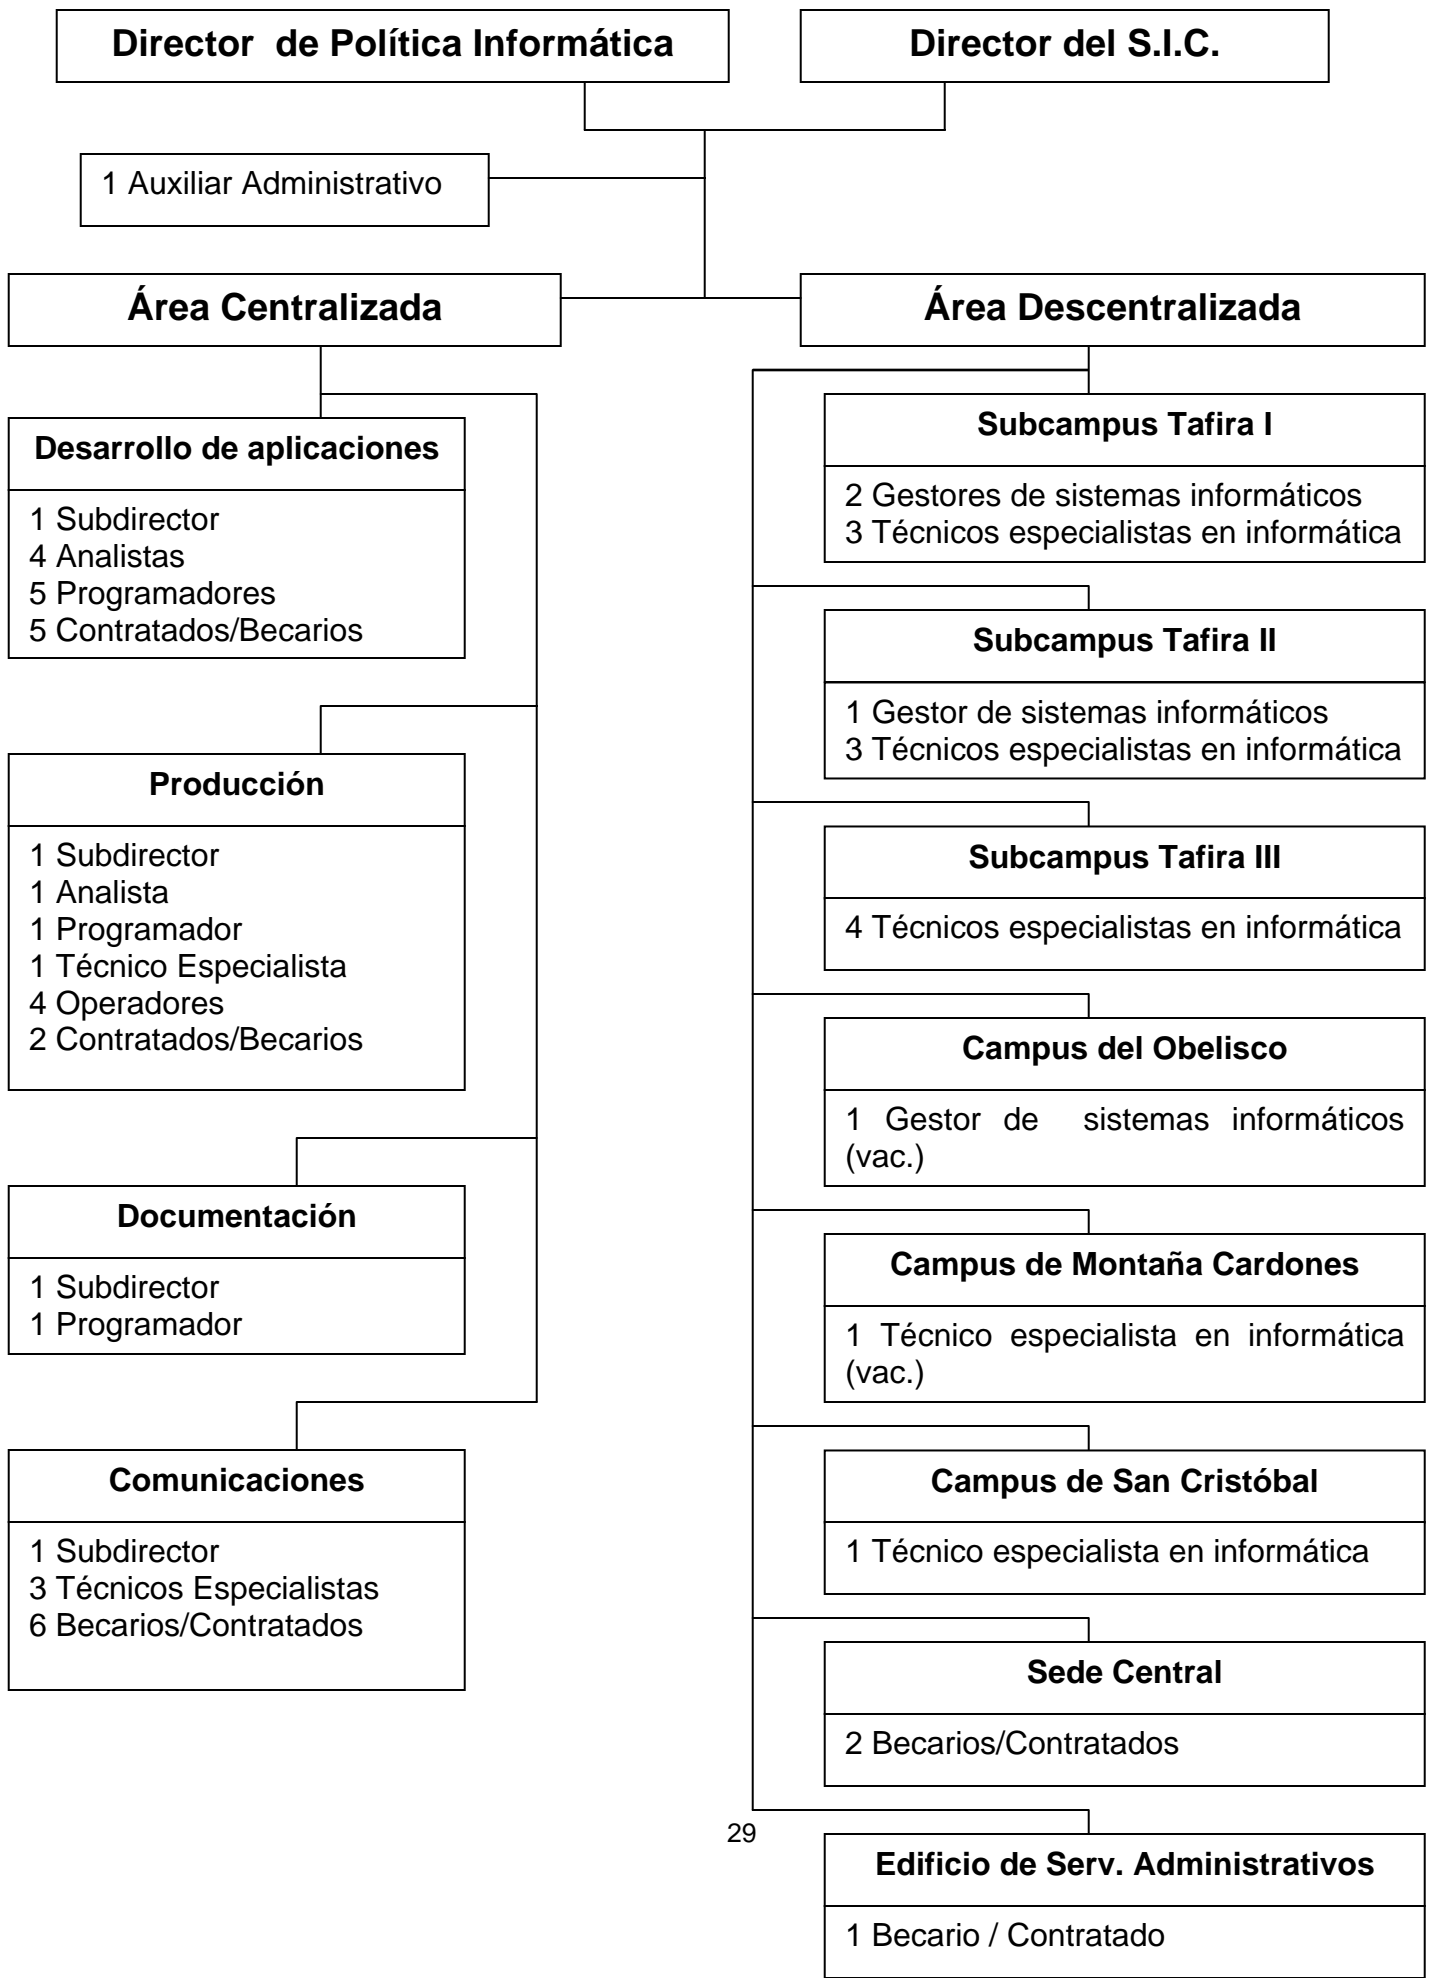 Director de Política Informática
Director del S.I.C.
1 Auxiliar Administrativo
Área Centralizada
Área Descentralizada
Desarrollo de aplicaciones
1 Subdirector
4 Analistas
5 Programadores
5 Contratados/Becarios
Producción
1 Subdirector
1 Analista
1 Programador
1 Técnico Especialista
4 Operadores
2 Contratados/Becarios
Documentación
1 Subdirector
1 Programador
Comunicaciones
1 Subdirector
3 Técnicos Especialistas
6 Becarios/Contratados
Subcampus Tafira I
2 Gestores de sistemas informáticos
3 Técnicos especialistas en informática
Subcampus Tafira II
1 Gestor de sistemas informáticos
3 Técnicos especialistas en informática
Subcampus Tafira III
4 Técnicos especialistas en informática
Campus del Obelisco
1 Gestor de sistemas informáticos
(vac.)
Campus de Montaña Cardones
1 Técnico especialista en informática
(vac.)
Campus de San Cristóbal
1 Técnico especialista en informática
Sede Central
2 Becarios/Contratados
Edificio de Serv. Administrativos
1 Becario / Contratado
29